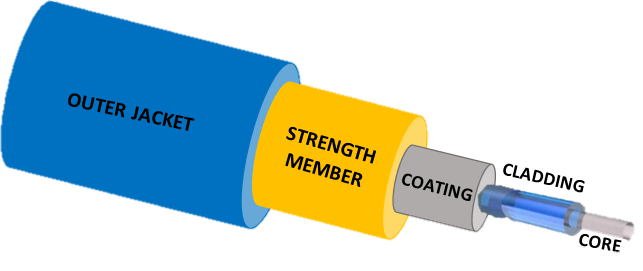 OUTER JACKET
STRENGTH
MEMBER
COATING
CLADDING
CORE